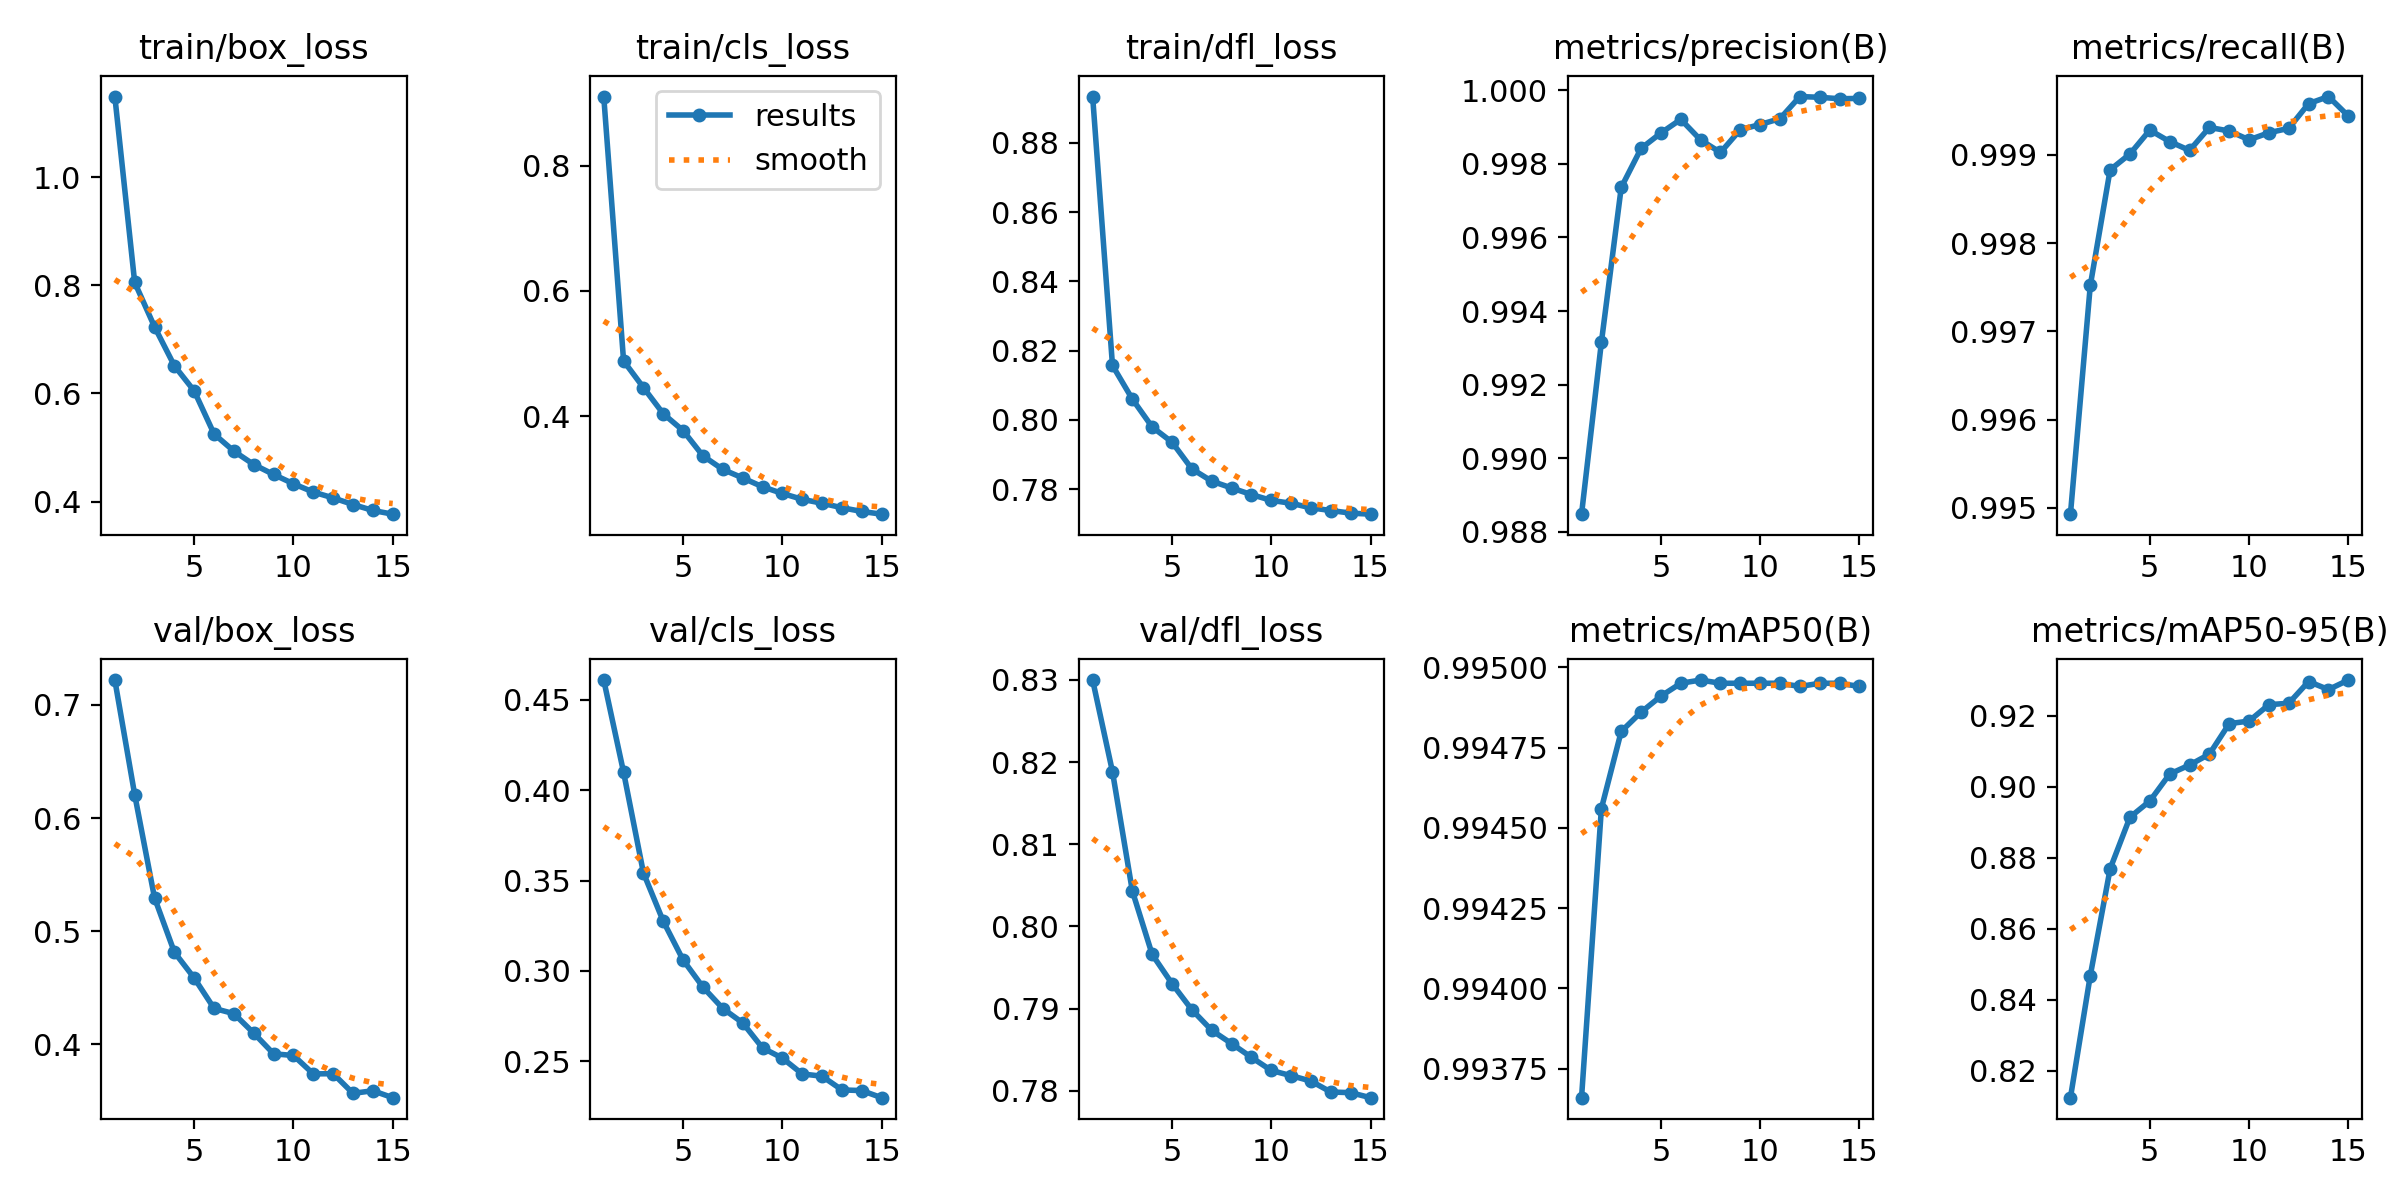 train/box_loss
1.0
0.8
0.6
0.4
5 10 15
train/cls_loss
results
smooth
0.8
0.6
0.4
5 10 15
train/dfl_loss
0.88
0.86
0.84
0.82
0.80
0.78
5 10 15
metrics/precision(B)
1.000
0.998
0.996
0.994
0.992
0.990
0.988
5 10 15
metrics/recall(B)
0.999
0.998
0.997
0.996
0.995
5 10 15
val/box_loss
0.7
0.6
0.5
0.4
5 10 15
val/cls_loss
0.45
0.40
0.35
0.30
0.25
5 10 15
val/dfl_loss
0.83
0.82
0.81
0.80
0.79
0.78
5 10 15
metrics/mAP50(B)
0.99500
0.99475
0.99450
0.99425
0.99400
0.99375
5 10 15
metrics/mAP50-95(B)
0.92
0.90
0.88
0.86
0.84
0.82
5 10 15